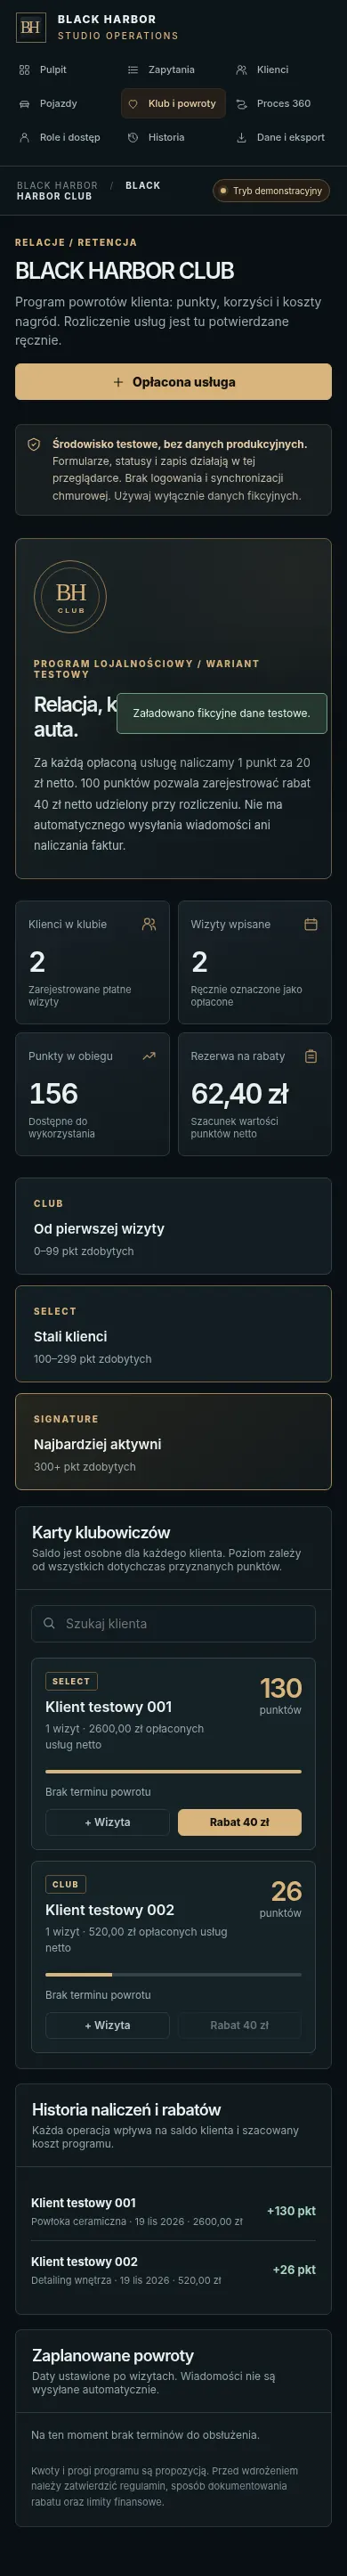 BH
BLACK HARBOR
STUDIO OPERATIONS
Pulpit
Zapytania
Klienci
Pojazdy
Klub i powroty
Proces 360
Role i dostęp
Historia
Dane i eksport
BLACK HARBOR / BLACK
HARBOR CLUB
Tryb demonstracyjny
RELACJE / RETENCJA
BLACK HARBOR CLUB
Program powrotów klienta: punkty, korzyści i koszty
nagród. Rozliczenie usług jest tu potwierdzane
ręcznie.
+ Opłacona usługa
Środowisko testowe, bez danych produkcyjnych.
Formularze, statusy i zapis działają w tej
przeglądarce. Brak logowania i synchronizacji
chmurowej. Używaj wyłącznie danych fikcyjnych.
BH
CLUB
PROGRAM LOJALNOŚCIOWY / WARIANT
TESTOWY
Relacja, k
Załadowano fikcyjne dane testowe.
auta.
Za każdą opłaconą usługę naliczamy 1 punkt za 20
zł netto. 100 punktów pozwala zarejestrować rabat
40 zł netto udzielony przy rozliczeniu. Nie ma
automatycznego wysyłania wiadomości ani
naliczania faktur.
Klienci w klubie
2
Zarejestrowane płatne
wizyty
Wizyty wpisane
2
Ręcznie oznaczone jako
opłacone
Punkty w obiegu
156
Dostępne do
wykorzystania
Rezerwa na rabaty
62,40 zł
Szacunek wartości
punktów netto
CLUB
Od pierwszej wizyty
0–99 pkt zdobytych
SELECT
Stali klienci
100–299 pkt zdobytych
SIGNATURE
Najbardziej aktywni
300+ pkt zdobytych
Karty klubowiczów
Saldo jest osobne dla każdego klienta. Poziom zależy
od wszystkich dotychczas przyznanych punktów.
Szukaj klienta
SELECT
Klient testowy 001
1 wizyt · 2600,00 zł opłaconych
usług netto
130
punktów
Brak terminu powrotu
+ Wizyta
Rabat 40 zł
CLUB
Klient testowy 002
1 wizyt · 520,00 zł opłaconych usług
netto
26
punktów
Brak terminu powrotu
+ Wizyta
Rabat 40 zł
Historia naliczeń i rabatów
Każda operacja wpływa na saldo klienta i szacowany
koszt programu.
Klient testowy 001
Powłoka ceramiczna · 19 lis 2026 · 2600,00 zł
+130 pkt
Klient testowy 002
Detailing wnętrza · 19 lis 2026 · 520,00 zł
+26 pkt
Zaplanowane powroty
Daty ustawione po wizytach. Wiadomości nie są
wysyłane automatycznie.
Na ten moment brak terminów do obsłużenia.
Kwoty i progi programu są propozycją. Przed wdrożeniem
należy zatwierdzić regulamin, sposób dokumentowania
rabatu oraz limity finansowe.